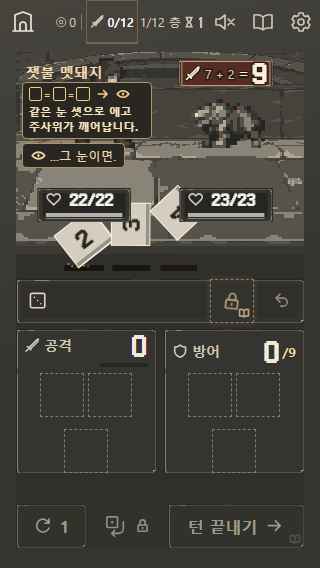 0 0/12 1/12 층 1
잿불 멧돼지
7 + 2 = 9
같은 눈 셋으로 예고
주사위가 깨어납니다.
...그 눈이면.
22/22 23/23
2 3
공격 0
방어 0/9
1
턴 끝내기 →